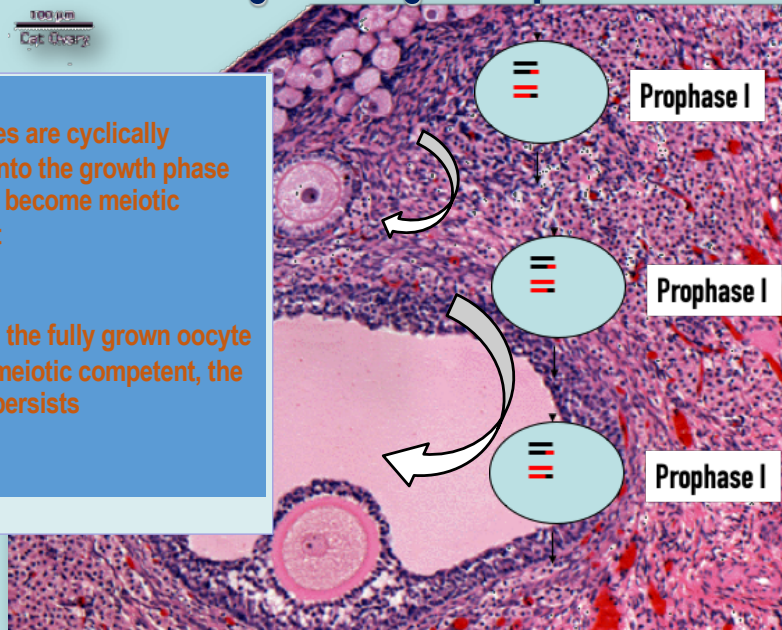 100 µm
Cat Ovary
Prophase I
es are cyclically
nto the growth phase
become meiotic
Prophase I
the fully grown oocyte
meiotic competent, the
persists
Prophase I